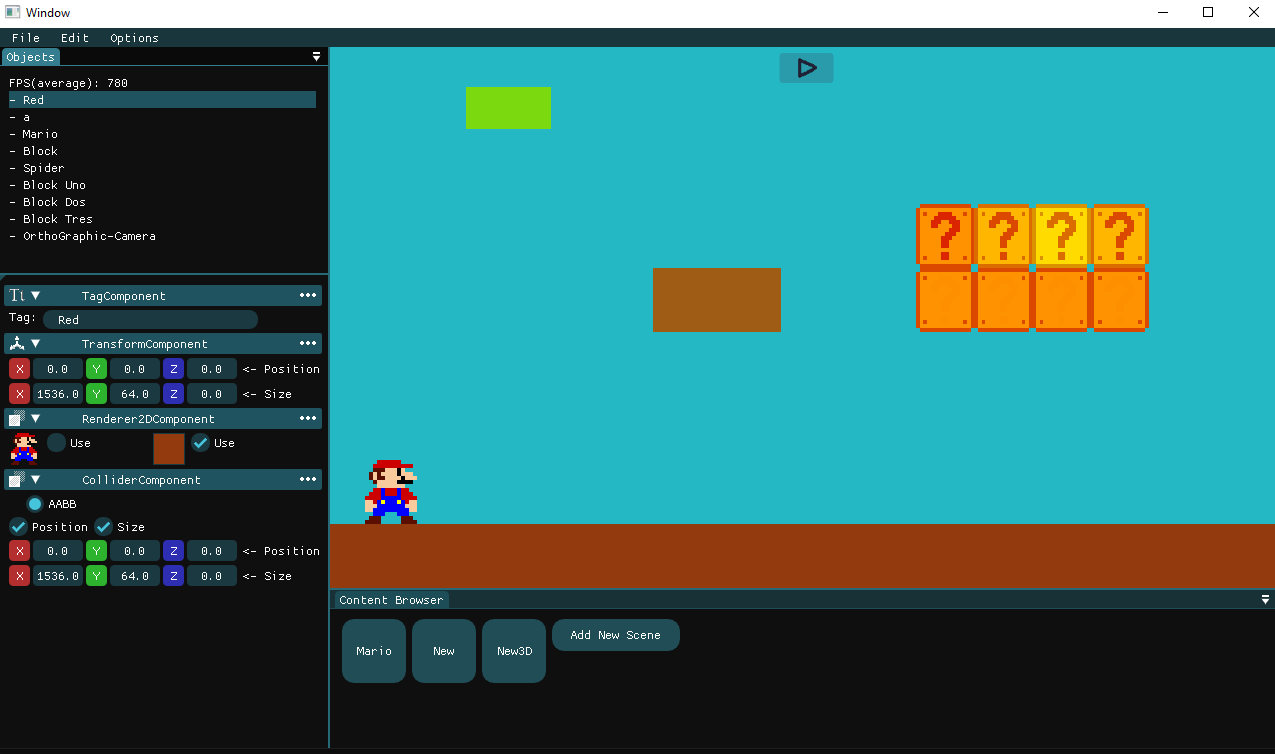 Window
File Edit Options
Objects
FPS(average): 780
- Red
- a
- Mario
- Block
- Spider
- Block Uno
- Block Dos
- Block Tres
- OrthoGraphic-Camera
Tt TagComponent
Tag: Red
TransformComponent
X 0.0 Y 0.0 Z 0.0 <- Position
X 1536.0 Y 64.0 Z 0.0 <- Size
Renderer2DComponent
Use Use
ColliderComponent
AABB
Position Size
X 0.0 Y 0.0 Z 0.0 <- Position
X 1536.0 Y 64.0 Z 0.0 <- Size
? ? ? ?
Content Browser
Mario New New3D Add New Scene